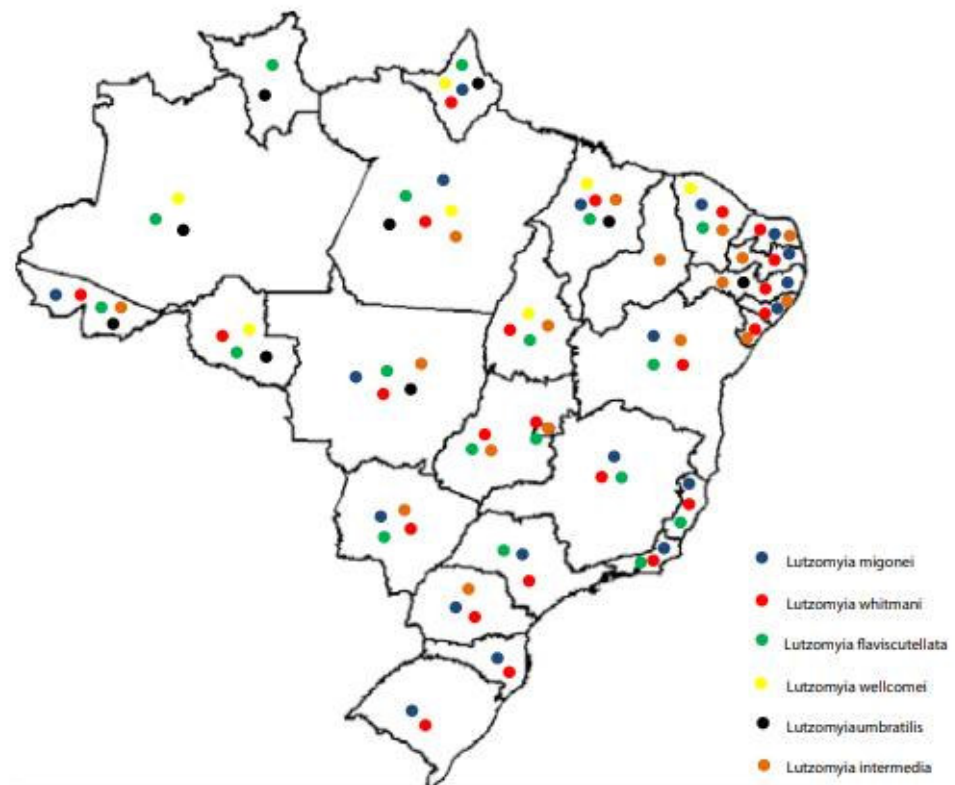 Lutzomyia migonei
Lutzomyia whitmani
Lutzomyia flaviscutellata
Lutzomyia wellcomei
Lutzomyiaumbratilis
Lutzomyia intermedia